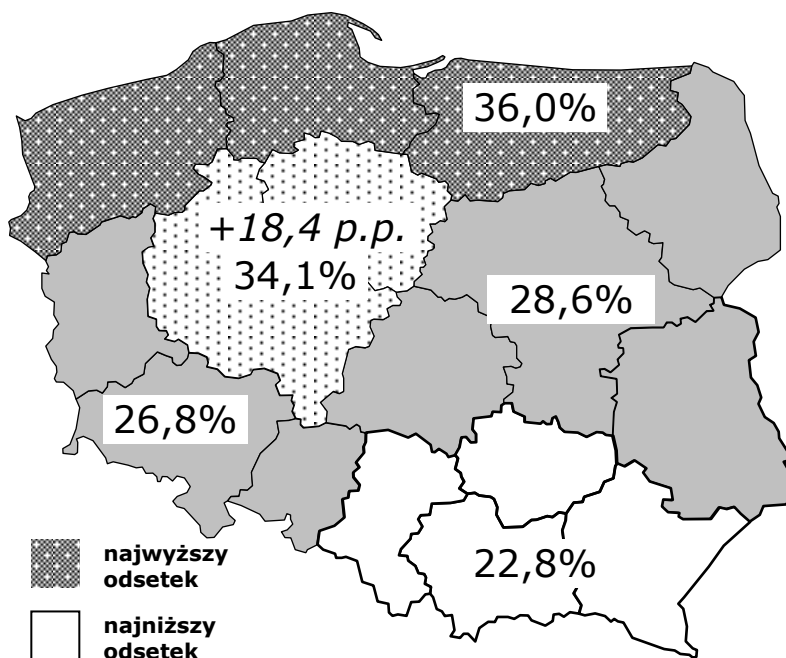 36,0%
+18,4 p.p.
34,1%
28,6%
26,8%
22,8%
najwyższy
odsetek
najniższy
odsetek